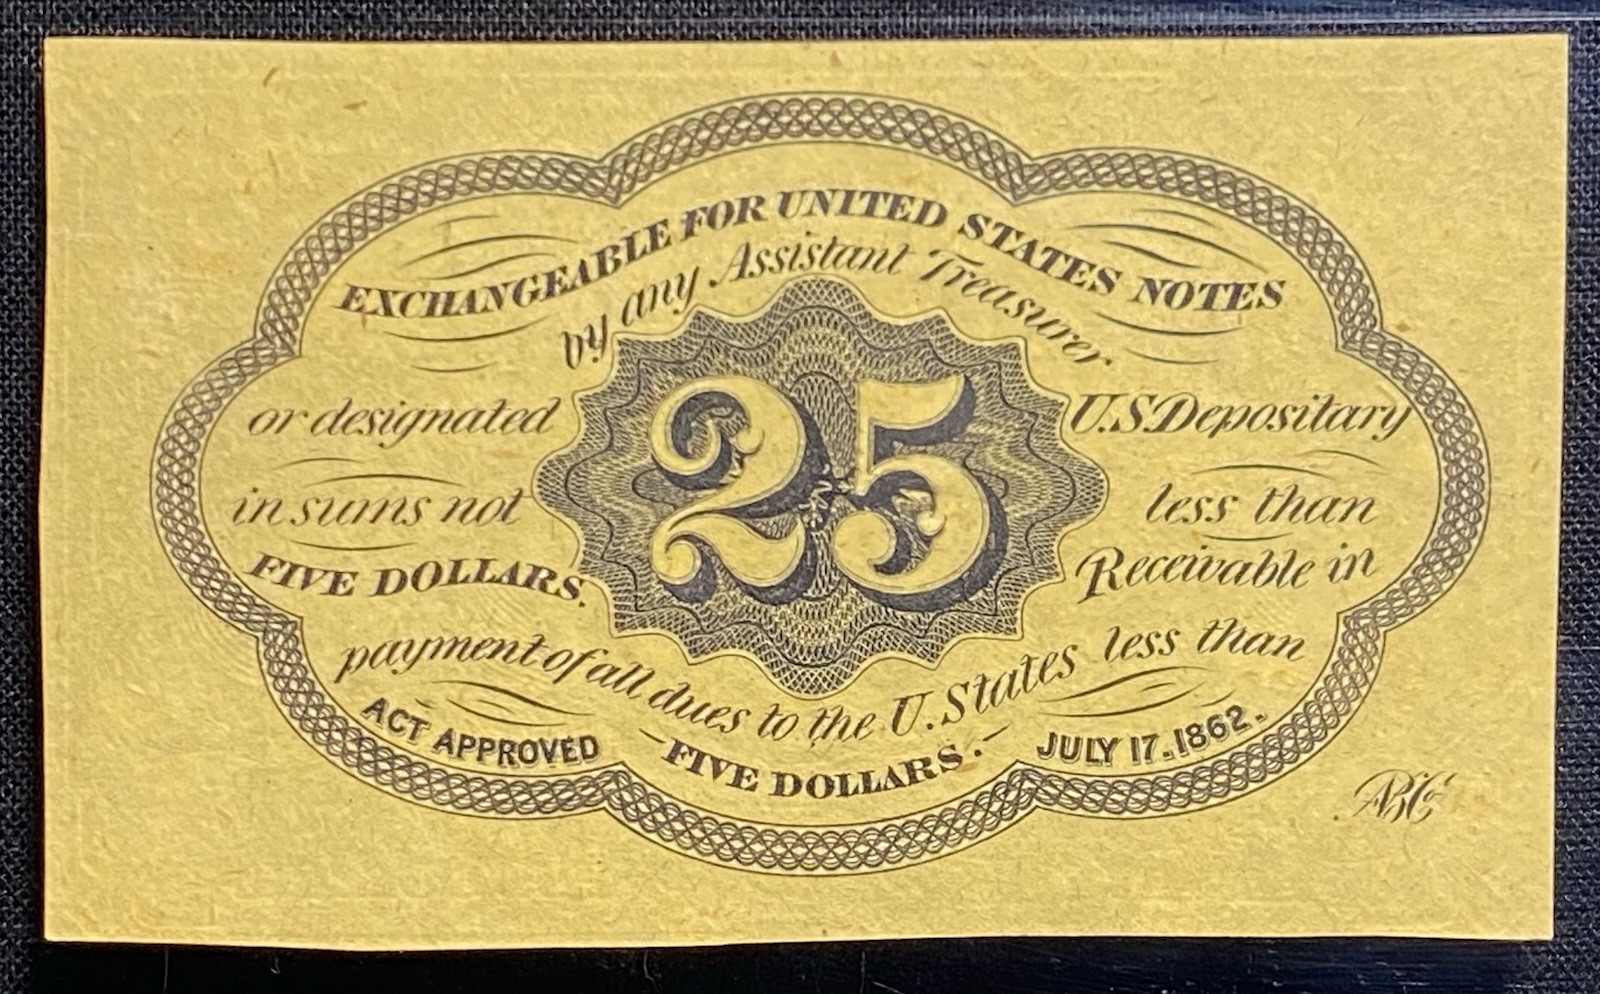 EXCHANGEABLE FOR UNITED STATES NOTES
by any Assistant Treasurer
or designated 25 U.S. Depositary
in sums not less than
FIVE DOLLARS. Receivable in
payment of all dues to the U. States less than
FIVE DOLLARS.
ACT APPROVED JULY 17. 1862.
ABCo